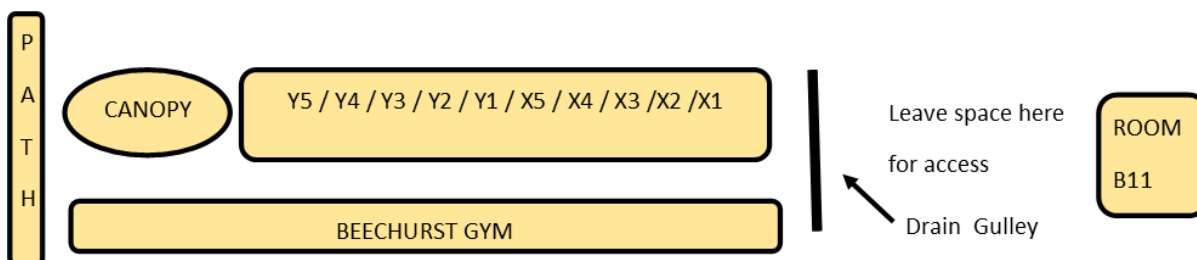 P
A
T
H
CANOPY
Y5 / Y4 / Y3 / Y2 / Y1 / X5 / X4 / X3 /X2 /X1
BEECHURST GYM
Leave space here
for access
Drain Gulley
ROOM
B11